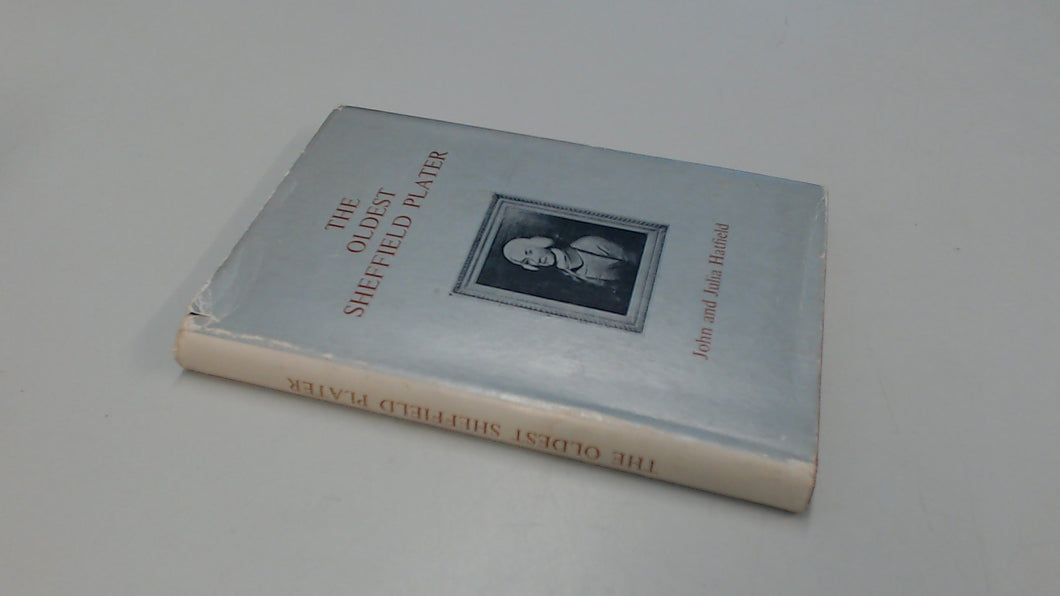 THE
OLDEST
SHEFFIELD PLATER
John and Julia Hatfield
THE OLDEST SHEFFIELD PLATER